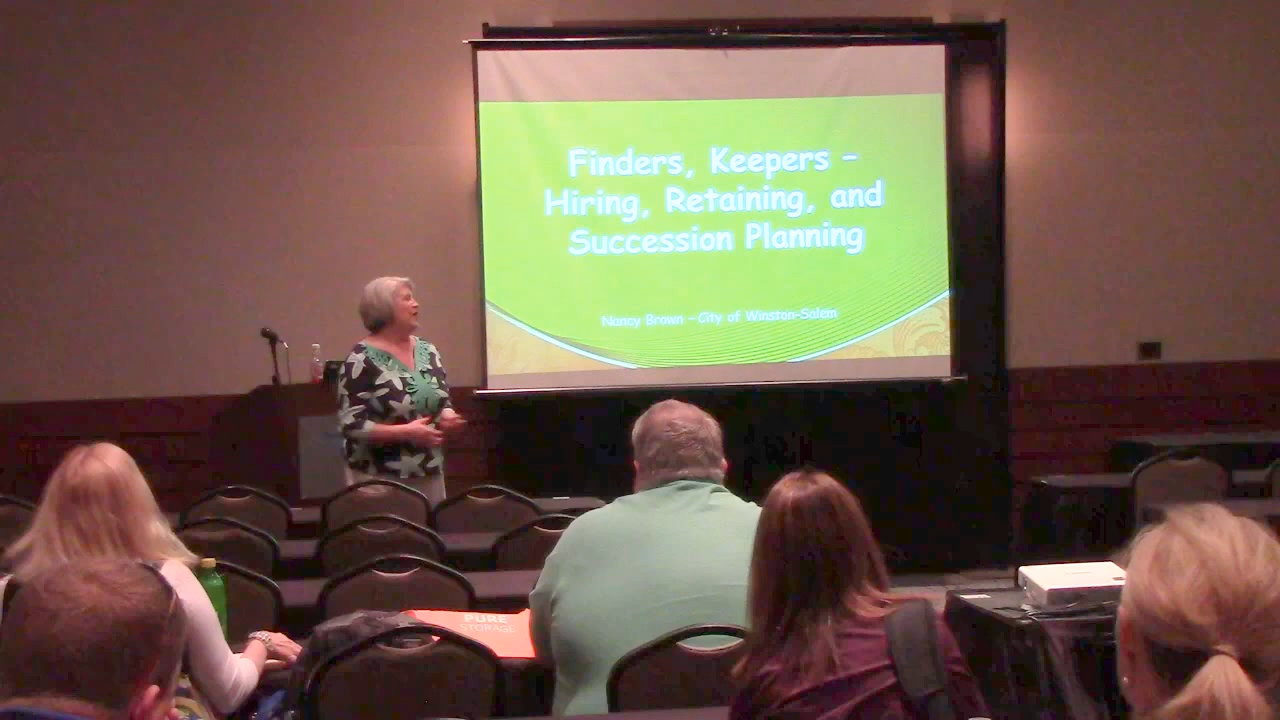 Finders, Keepers –
Hiring, Retaining, and
Succession Planning
Nancy Brown – City of Winston-Salem
PURE
STORAGE